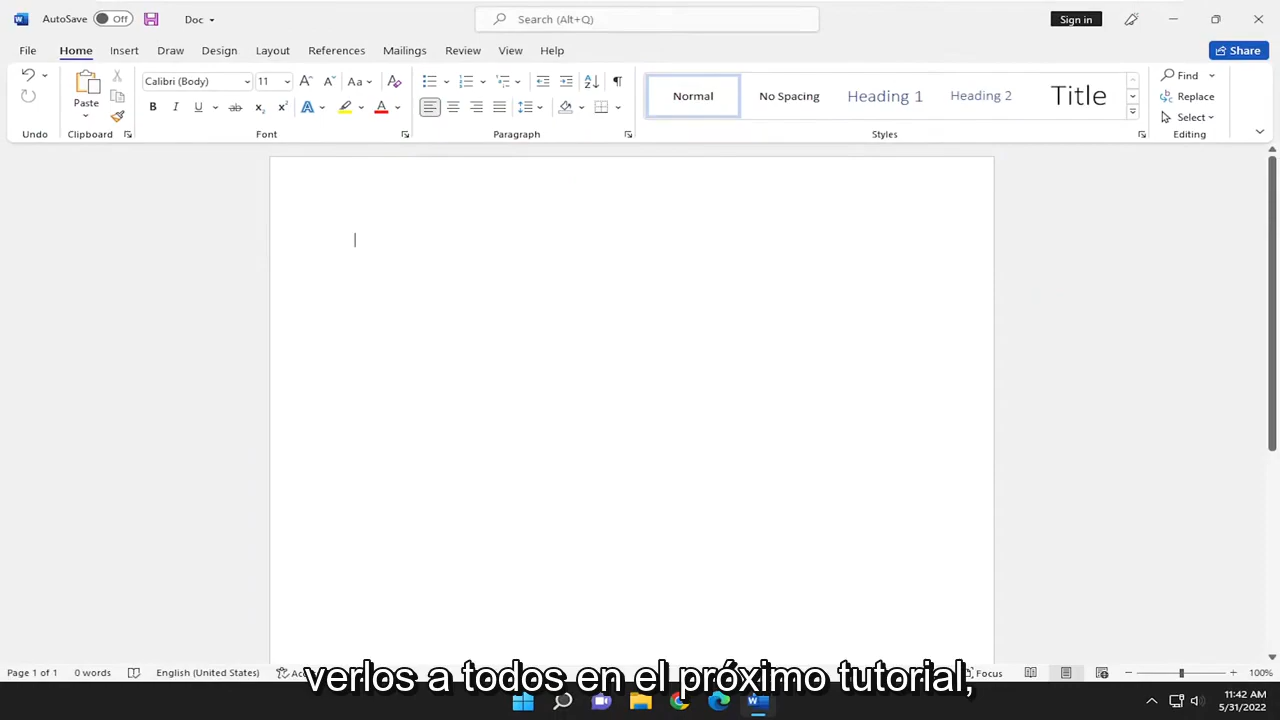 AutoSave Off Doc Search (Alt+Q) Sign in
File Home Insert Draw Design Layout References Mailings Review View Help Share
Paste Calibri (Body) 11 Aa Normal No Spacing Heading 1 Heading 2 Title Find
Replace
Select
Undo Clipboard Font Paragraph Styles Editing
Page 1 of 1 0 words English (United States) Focus 100%
verlos a todos en el próximo tutorial,
11:42 AM
5/31/2022